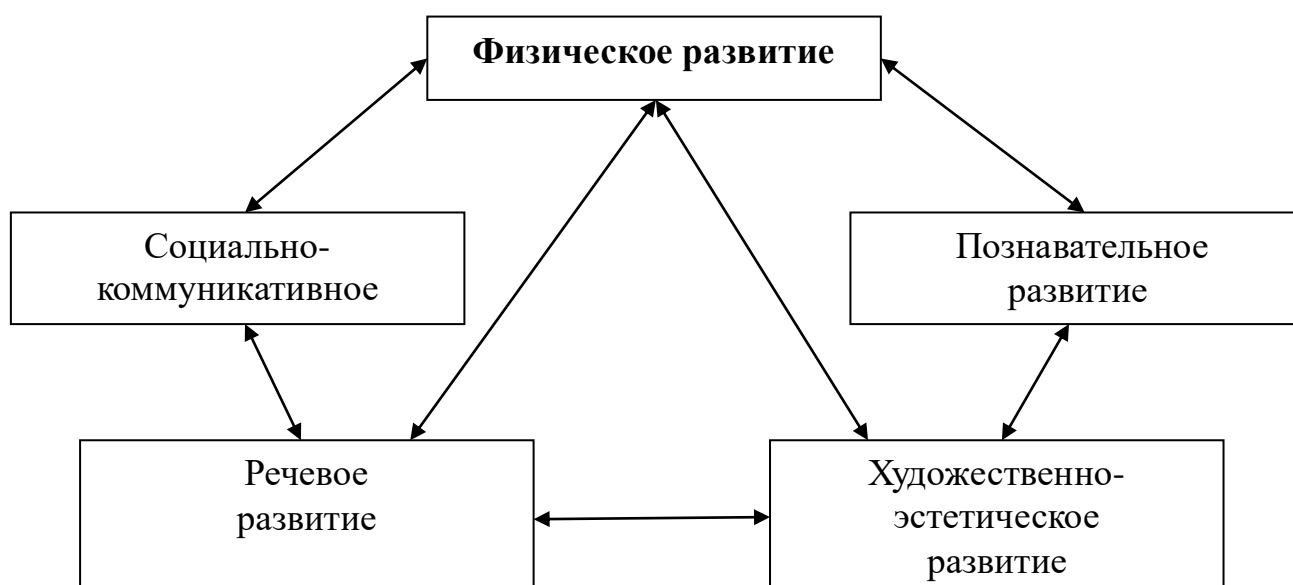 Физическое развитие
Социально-
коммуникативное
Познавательное
развитие
Речевое
развитие
Художественно-
эстетическое
развитие